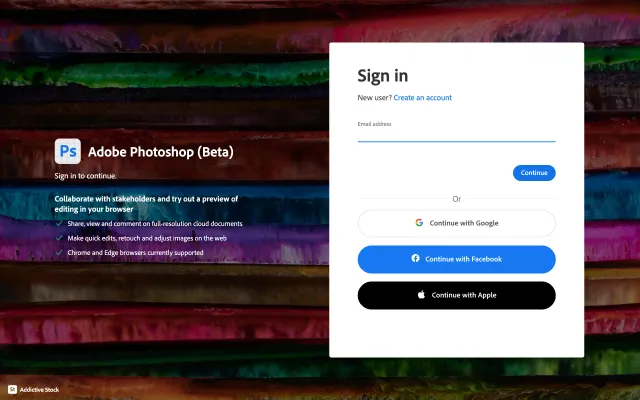 Ps Adobe Photoshop (Beta)
Sign in to continue.
Collaborate with stakeholders and try out a preview of
editing in your browser
Share, view and comment on full-resolution cloud documents
Make quick edits, retouch and adjust images on the web
Chrome and Edge browsers currently supported
St Addictive Stock
Sign in
New user? Create an account
Email address
Continue
Or
Continue with Google
Continue with Facebook
Continue with Apple